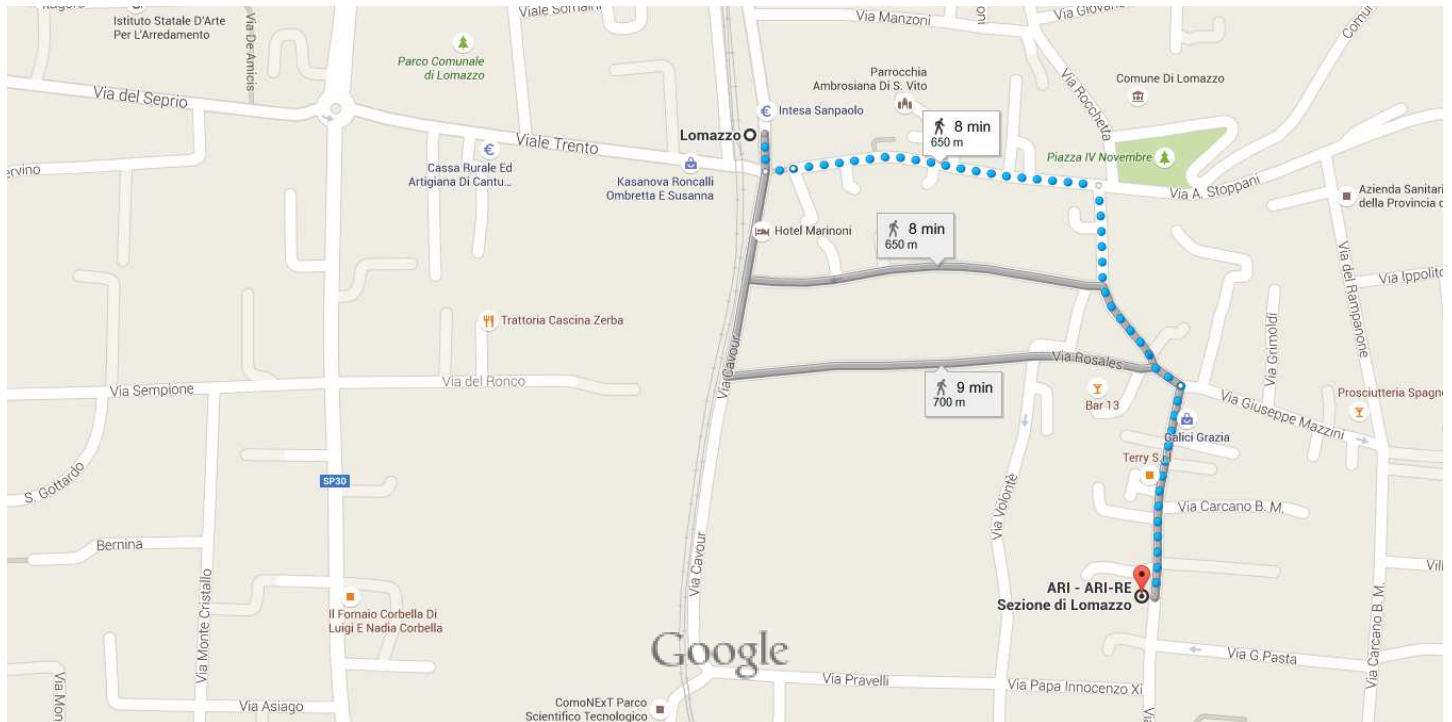 Istituto Statale D'Arte
Per L'Arredamento
Via De Amicis
Viale
Parco Comunale
di Lomazzo
Via del Seprio
Viale Trento
Cassa Rurale Ed
Artigiana Di Cantu...
Kasanova Roncalli
Ombretta E Susanna
Lomazzo
Intesa Sanpaolo
Via Manzoni
Parrocchia
Ambrosiana Di S. Vito
8 min
650 m
Via Rocchetta
Comune Di Lomazzo
Piazza IV Novembre
Via A. Stoppani
Azienda Sanitari
della Provincia d
Via del Rampanone
Via Ippolito
Hotel Marinoni
8 min
650 m
Trattoria Cascina Zerba
Via Cavour
Via Sempione
Via del Ronco
9 min
700 m
Via Rosales
Bar 13
Via Grimoldi
Via Giuseppe Mazzini
Prosciutteria Spagn
Galici Grazia
Terry S.rl
S. Gottardo
SP30
Via Volontè
Via Carcano B. M.
Bernina
Via Cavour
ARI - ARI-RE
Sezione di Lomazzo
Via Monte Cristallo
Il Fornaio Corbella Di
Luigi E Nadia Corbella
Google
Via G.Pasta
Via Carcano B. M.
Via Pravelli
Via Papa Innocenzo Xi
Via Asiago
ComoNExT Parco
Scientifico Tecnologico